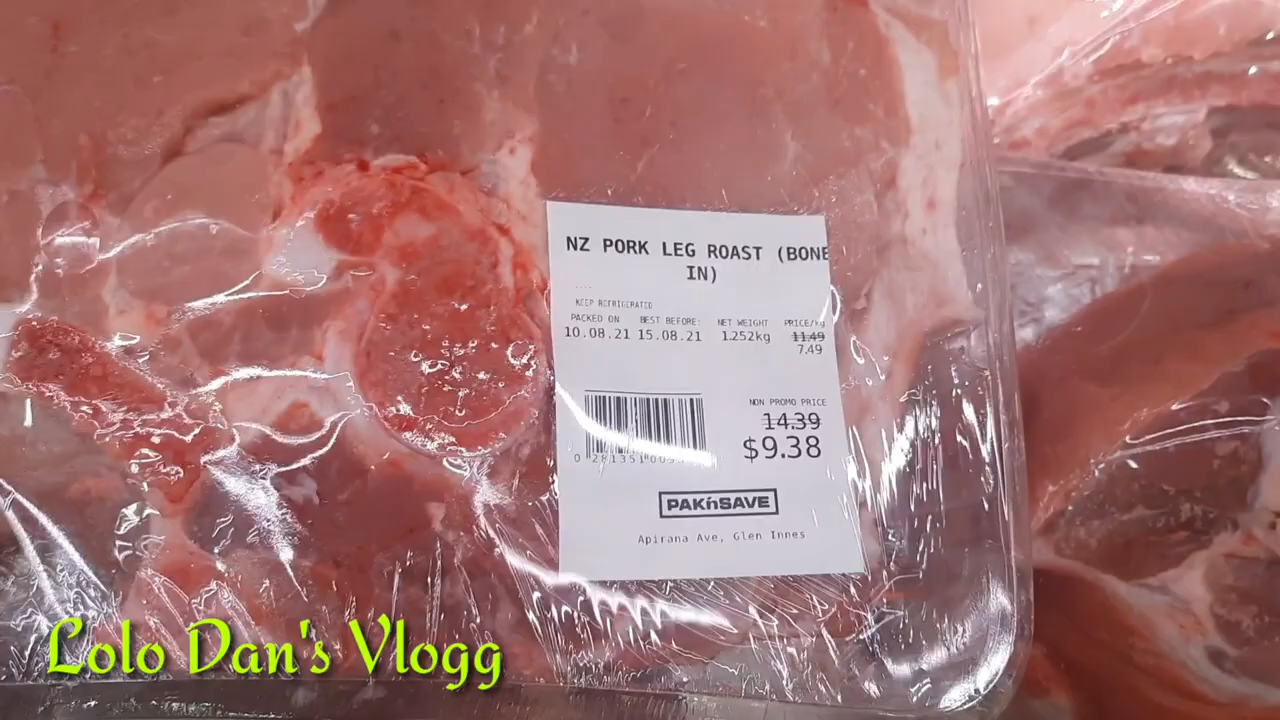 NZ PORK LEG ROAST (BONE
IN)
KEEP REFRIGERATED
PACKED ON BEST BEFORE: NET WEIGHT PRICE/kg
10.08.21 15.08.21 1.252kg 11.49
7.49
NON PROMO PRICE
14.39
$9.38
0 281351
PAK'nSAVE
Apirana Ave, Glen Innes
Lolo Dan's Vlogg